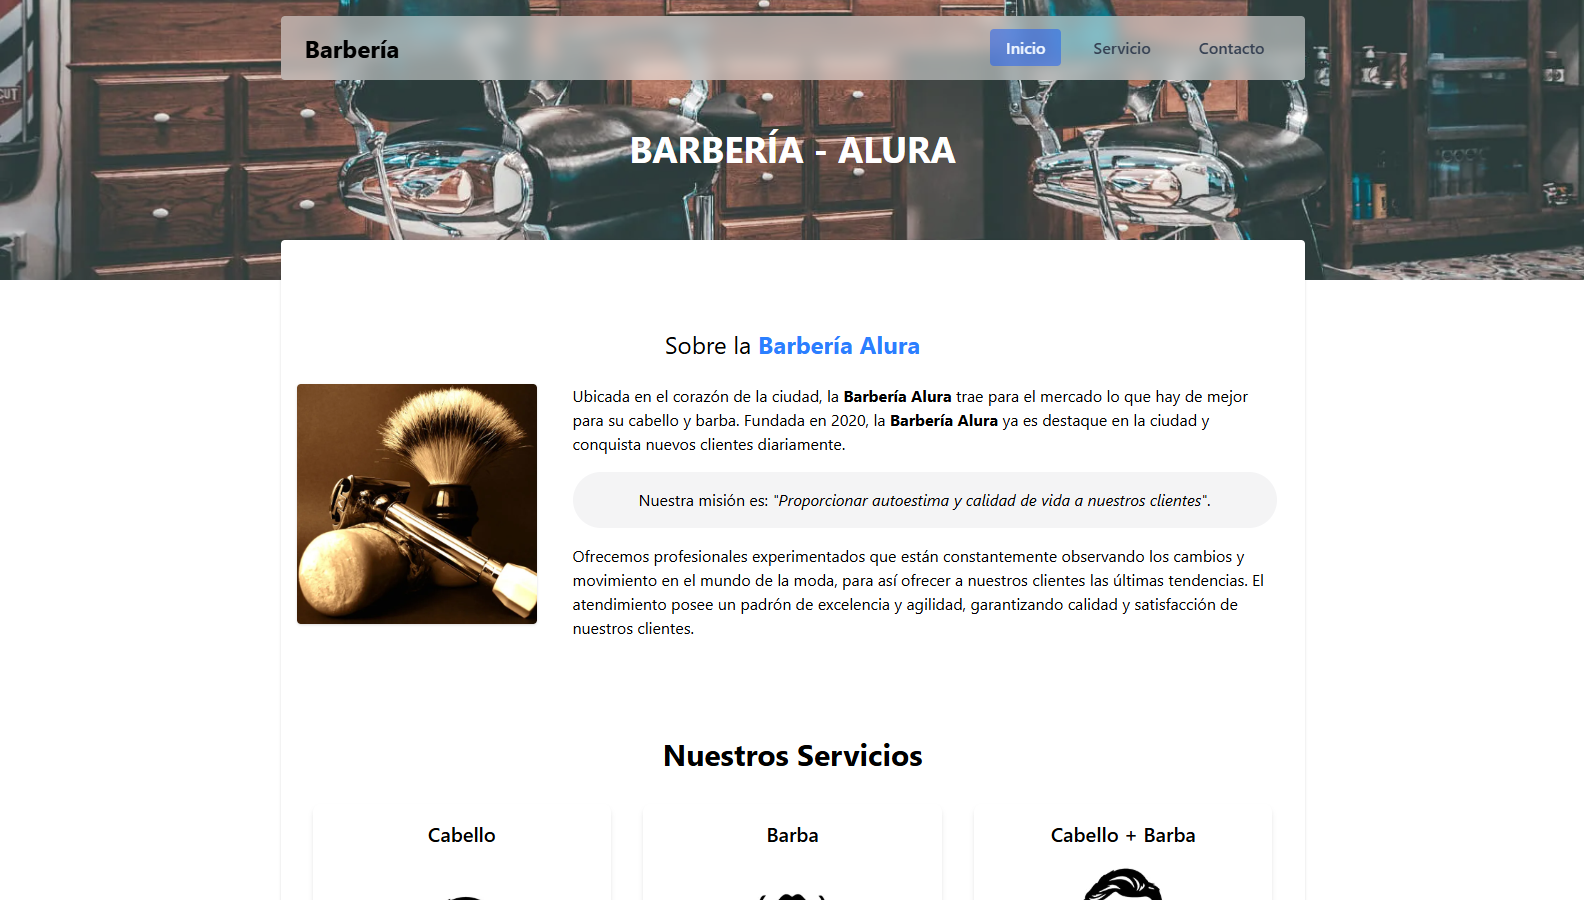 Barbería
Inicio
Servicio
Contacto
BARBERÍA - ALURA
Sobre la Barbería Alura
Ubicada en el corazón de la ciudad, la Barbería Alura trae para el mercado lo que hay de mejor
para su cabello y barba. Fundada en 2020, la Barbería Alura ya es destaque en la ciudad y
conquista nuevos clientes diariamente.
Nuestra misión es: "Proporcionar autoestima y calidad de vida a nuestros clientes".
Ofrecemos profesionales experimentados que están constantemente observando los cambios y
movimiento en el mundo de la moda, para así ofrecer a nuestros clientes las últimas tendencias. El
atendimiento posee un padrón de excelencia y agilidad, garantizando calidad y satisfacción de
nuestros clientes.
Nuestros Servicios
Cabello
Barba
Cabello + Barba